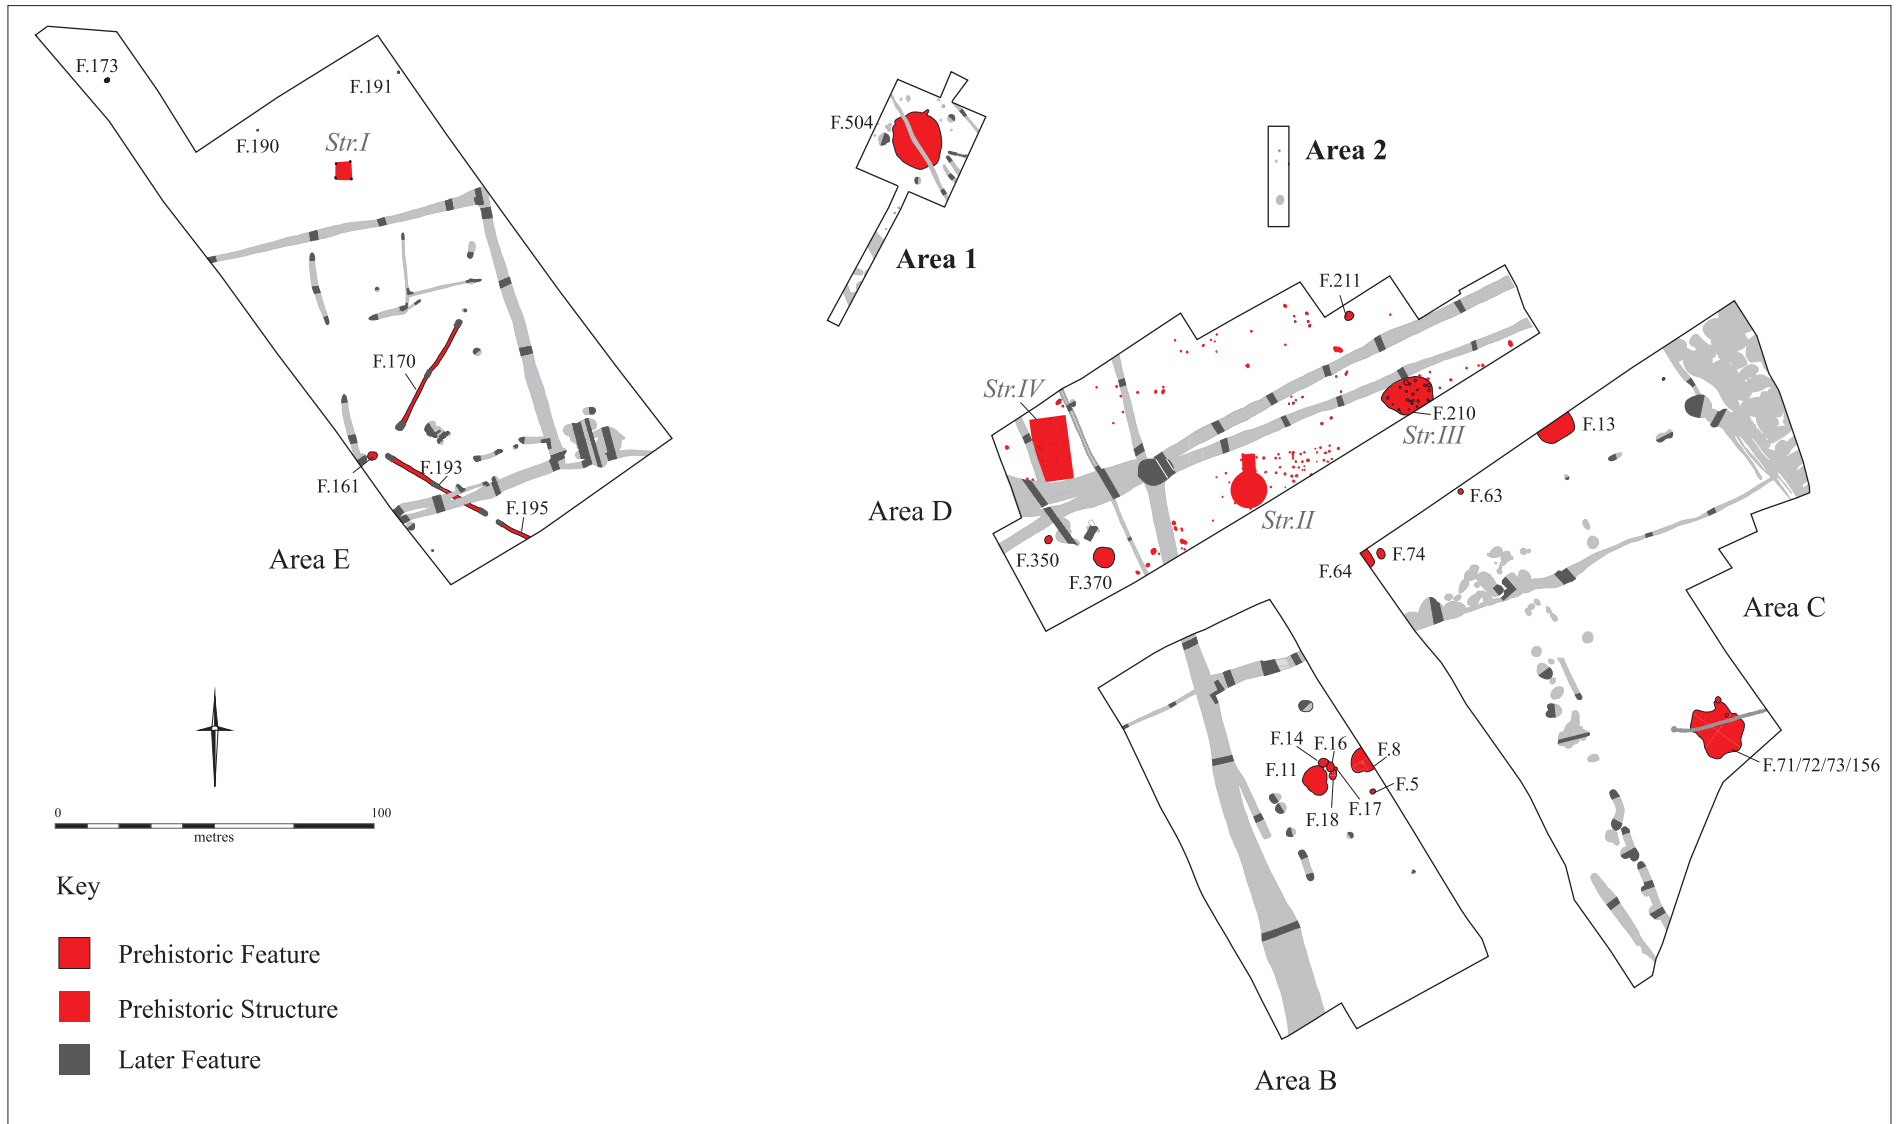 F.173
F.191
F.190
Str.I
F.170
F.161
F.193
F.195
Area E
F.504
Area 1
Area 2
F.211
Str.IV
F.210
Str.III
Str.II
Area D
F.350
F.370
F.13
F.63
F.74
F.64
Area C
F.71/72/73/156
F.14
F.16
F.8
F.11
F.5
F.17
F.18
Area B
0 100
metres
Key
Prehistoric Feature
Prehistoric Structure
Later Feature